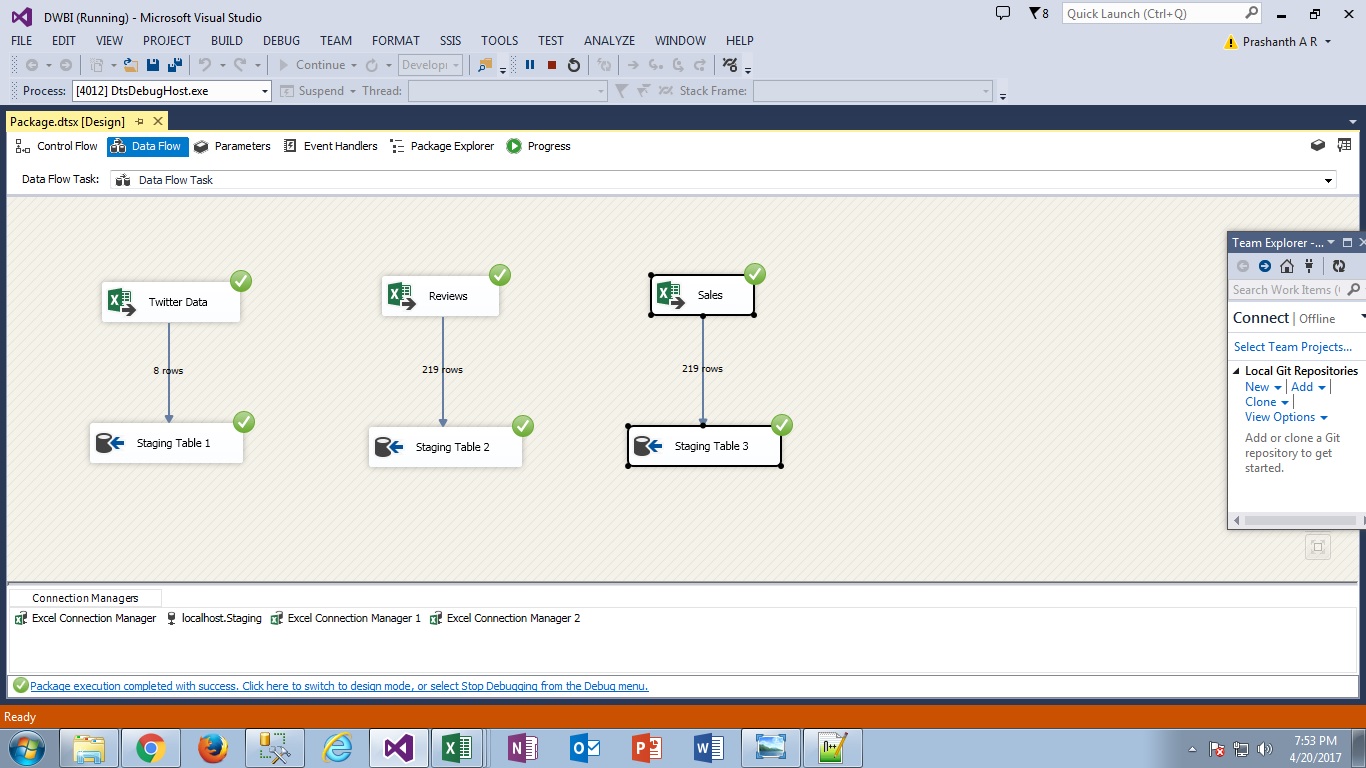 DWBI (Running) - Microsoft Visual Studio
8
Quick Launch (Ctrl+Q)
FILE EDIT VIEW PROJECT BUILD DEBUG TEAM FORMAT SSIS TOOLS TEST ANALYZE WINDOW HELP
Prashanth A R
Continue
Developi
Process: [4012] DtsDebugHost.exe Suspend Thread: Stack Frame:
Package.dtsx [Design]
Control Flow Data Flow Parameters Event Handlers Package Explorer Progress
Data Flow Task: Data Flow Task
Twitter Data
Reviews
Sales
8 rows
219 rows
219 rows
Staging Table 1
Staging Table 2
Staging Table 3
Team Explorer -...
Search Work Items (
Connect | Offline
Select Team Projects...
Local Git Repositories
New | Add |
Clone |
View Options
Add or clone a Git
repository to get
started.
Connection Managers
Excel Connection Manager localhost.Staging Excel Connection Manager 1 Excel Connection Manager 2
Package execution completed with success. Click here to switch to design mode, or select Stop Debugging from the Debug menu.
Ready
7:53 PM
4/20/2017